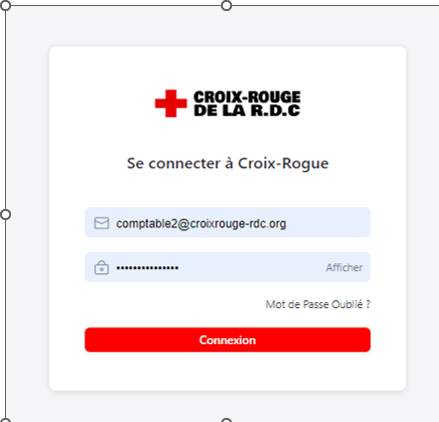 CROIX-ROUGE
DE LA R.D.C
Se connecter à Croix-Rogue
comptable2@croixrouge-rdc.org
••••••••••••••• Afficher
Mot de Passe Oublié ?
Connexion